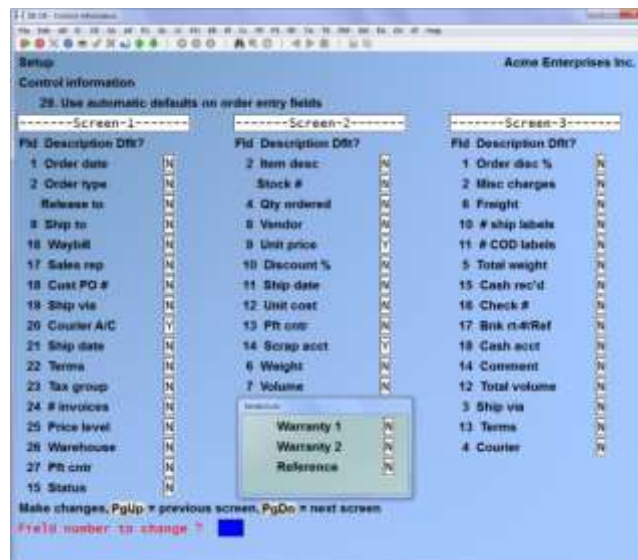 Setup Acme Enterprises Inc.
Control information
28. Use automatic defaults on order entry fields
-------Screen-1------- -------Screen-2------- -------Screen-3-------
Fld Description Dflt? Fld Description Dflt? Fld Description Dflt?
1 Order date N 2 Item desc N 1 Order disc % N
2 Order type N Stock # N 2 Misc charges N
Release to N 4 Qty ordered N 6 Freight N
8 Ship to N 8 Vendor N 10 # ship labels N
16 Waybill N 9 Unit price Y 11 # COD labels N
17 Sales rep N 10 Discount % N 5 Total weight N
18 Cust PO # N 11 Ship date N 15 Cash rec'd N
19 Ship via N 12 Unit cost N 16 Check # N
20 Courier A/C Y 13 Pft cntr N 17 Bnk rt-#/Ref N
21 Ship date N 14 Scrap acct Y 18 Cash acct N
22 Terms N 6 Weight N 14 Comment N
23 Tax group N 7 Volume N 12 Total volume N
24 # invoices N 3 Ship via N
25 Price level N Warranty 1 N 13 Terms N
26 Warehouse N Warranty 2 N 4 Courier N
27 Pft cntr N Reference N
15 Status N
Make changes, PgUp = previous screen, PgDn = next screen
Field number to change ?